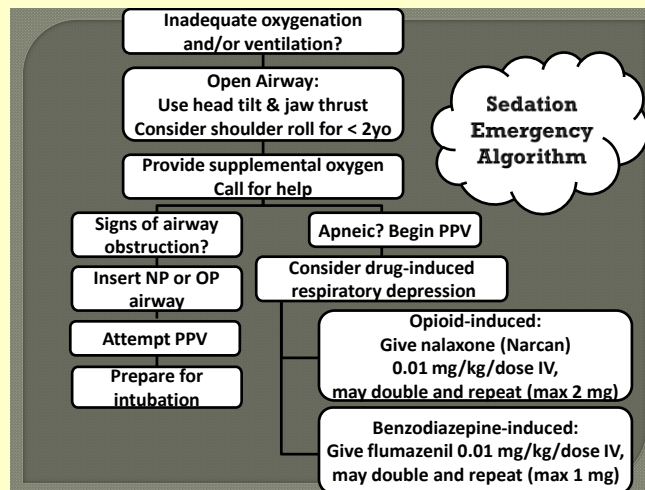 Inadequate oxygenation
and/or ventilation?
Open Airway:
Use head tilt & jaw thrust
Consider shoulder roll for < 2yo
Sedation
Emergency
Algorithm
Provide supplemental oxygen
Call for help
Signs of airway
obstruction?
Insert NP or OP
airway
Attempt PPV
Prepare for
intubation
Apneic? Begin PPV
Consider drug-induced
respiratory depression
Opioid-induced:
Give nalaxone (Narcan)
0.01 mg/kg/dose IV,
may double and repeat (max 2 mg)
Benzodiazepine-induced:
Give flumazenil 0.01 mg/kg/dose IV,
may double and repeat (max 1 mg)